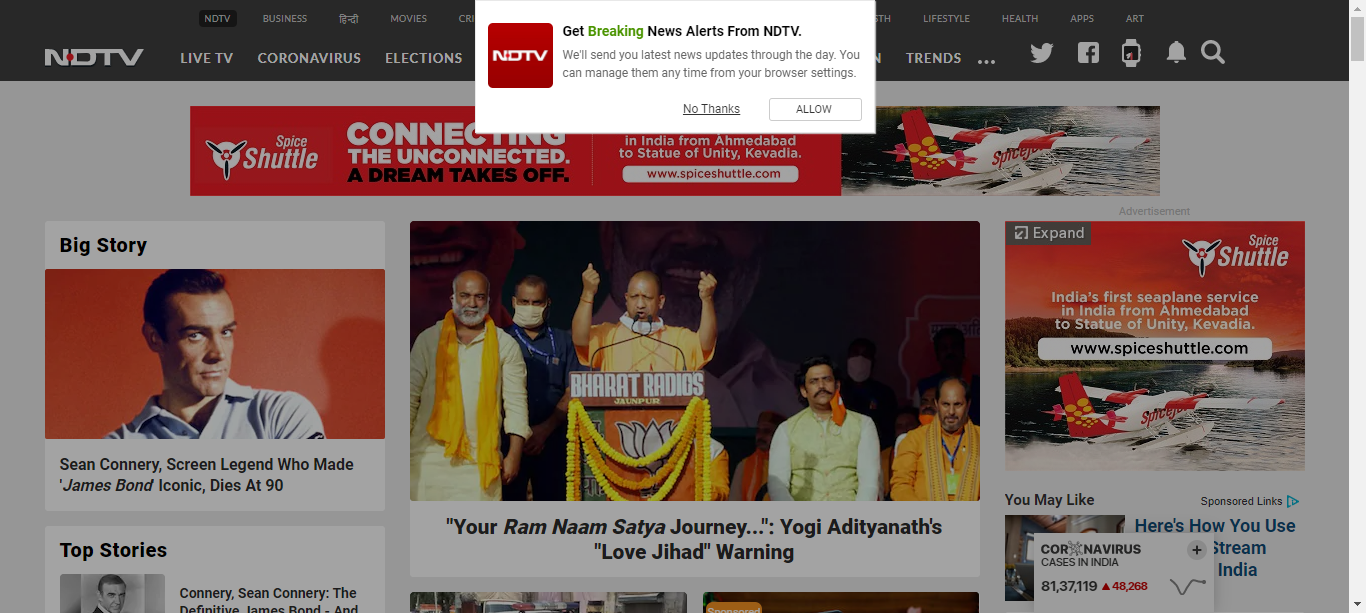 NDTV
BUSINESS
हिन्दी
MOVIES
LIFESTYLE
HEALTH
APPS
ART
NDTV
LIVE TV
CORONAVIRUS
ELECTIONS
TRENDS
...
NDTV
Get Breaking News Alerts From NDTV.
We'll send you latest news updates through the day. You
can manage them any time from your browser settings.
No Thanks
ALLOW
Spice
Shuttle
CONNECTING
THE UNCONNECTED.
A DREAM TAKES OFF.
in India from Ahmedabad
to Statue of Unity, Kevadia.
www.spiceshuttle.com
Spicejet
Advertisement
Big Story
Sean Connery, Screen Legend Who Made
'James Bond' Iconic, Dies At 90
Top Stories
Connery, Sean Connery: The
Definitive James Bond - And
BHARAT RADIOS
JAUNPUR
"Your Ram Naam Satya Journey...": Yogi Adityanath's
"Love Jihad" Warning
Sponsored
Expand
Spice
Shuttle
India's first seaplane service
in India from Ahmedabad
to Statue of Unity, Kevadia.
www.spiceshuttle.com
Spicejet
You May Like
Sponsored Links
Here's How You Use
Stream
India
CORONAVIRUS
CASES IN INDIA
+
81,37,119 ▲ 48,268